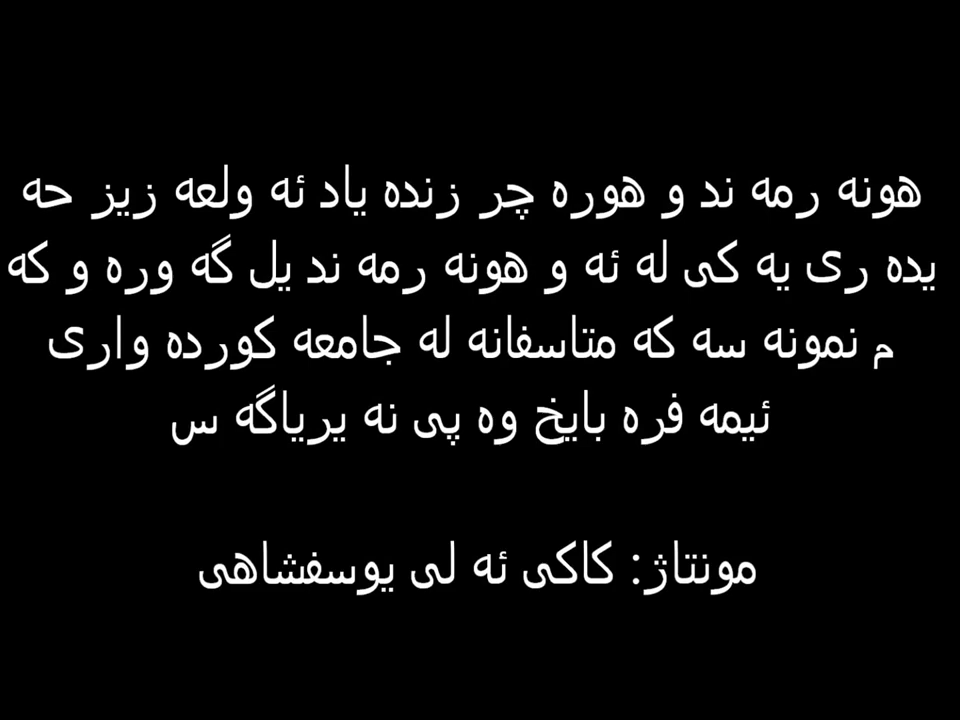 هونه رمه ند و هوره چر زنده یاد ئه ولعه زیز حه
یده ری یه کی له ئه و هونه رمه ند یل گه وره و که
م نمونه سه که متاسفانه له جامعه کورده واری
ئیمه فره بایخ وه پی نه یریاگه س
مونتاژ: کاکی ئه لی یوسفشاهی